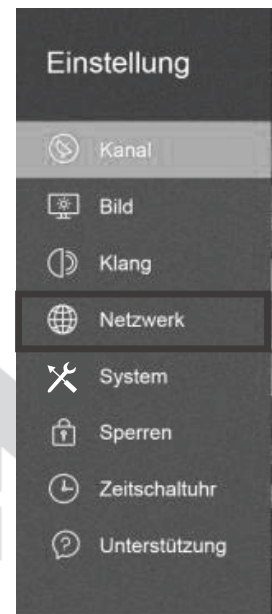 Einstellung
Kanal
Bild
Klang
Netzwerk
System
Sperren
Zeitschaltuhr
Unterstützung